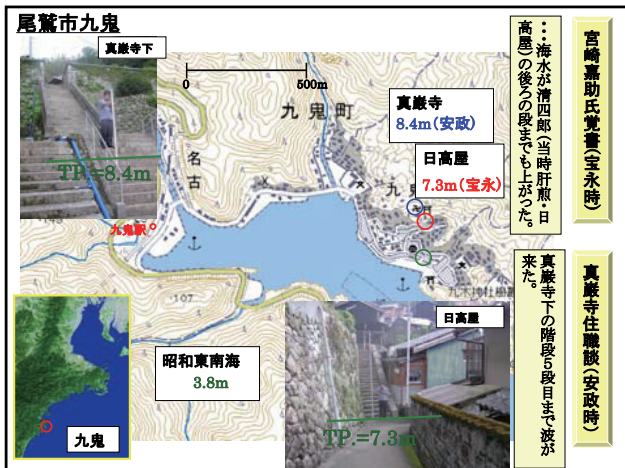 尾鷲市九鬼
真巌寺下
TP.=8.4m
0 500m
九鬼町
名古
真巌寺
8.4m(安政)
日高屋
7.3m(宝永)
九鬼駅
107
昭和東南海
3.8m
九鬼
日高屋
TP.=7.3m
宮崎嘉助氏覚書(宝永時)
・・・海水が清四郎(当時肝煎・日
高屋)の後ろの段までも上がった。
真巌寺住職談(安政時)
真巌寺下の階段5段目まで波が
来た。